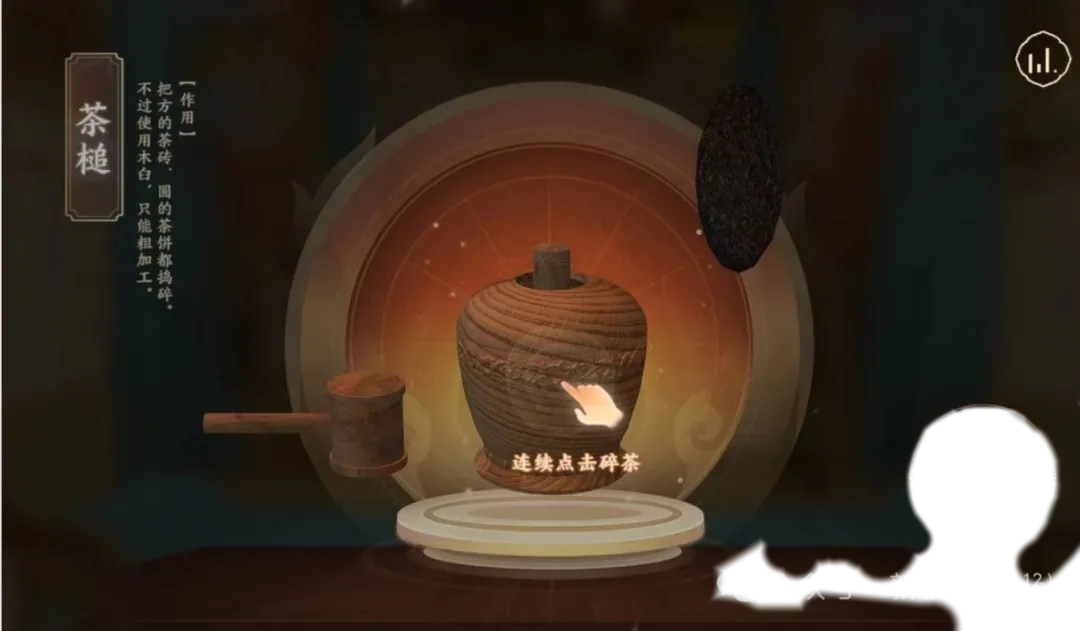 茶槌
【作用】
把方的茶砖、圆的茶饼都捣碎。
不过使用木臼，只能粗加工。
连续点击碎茶